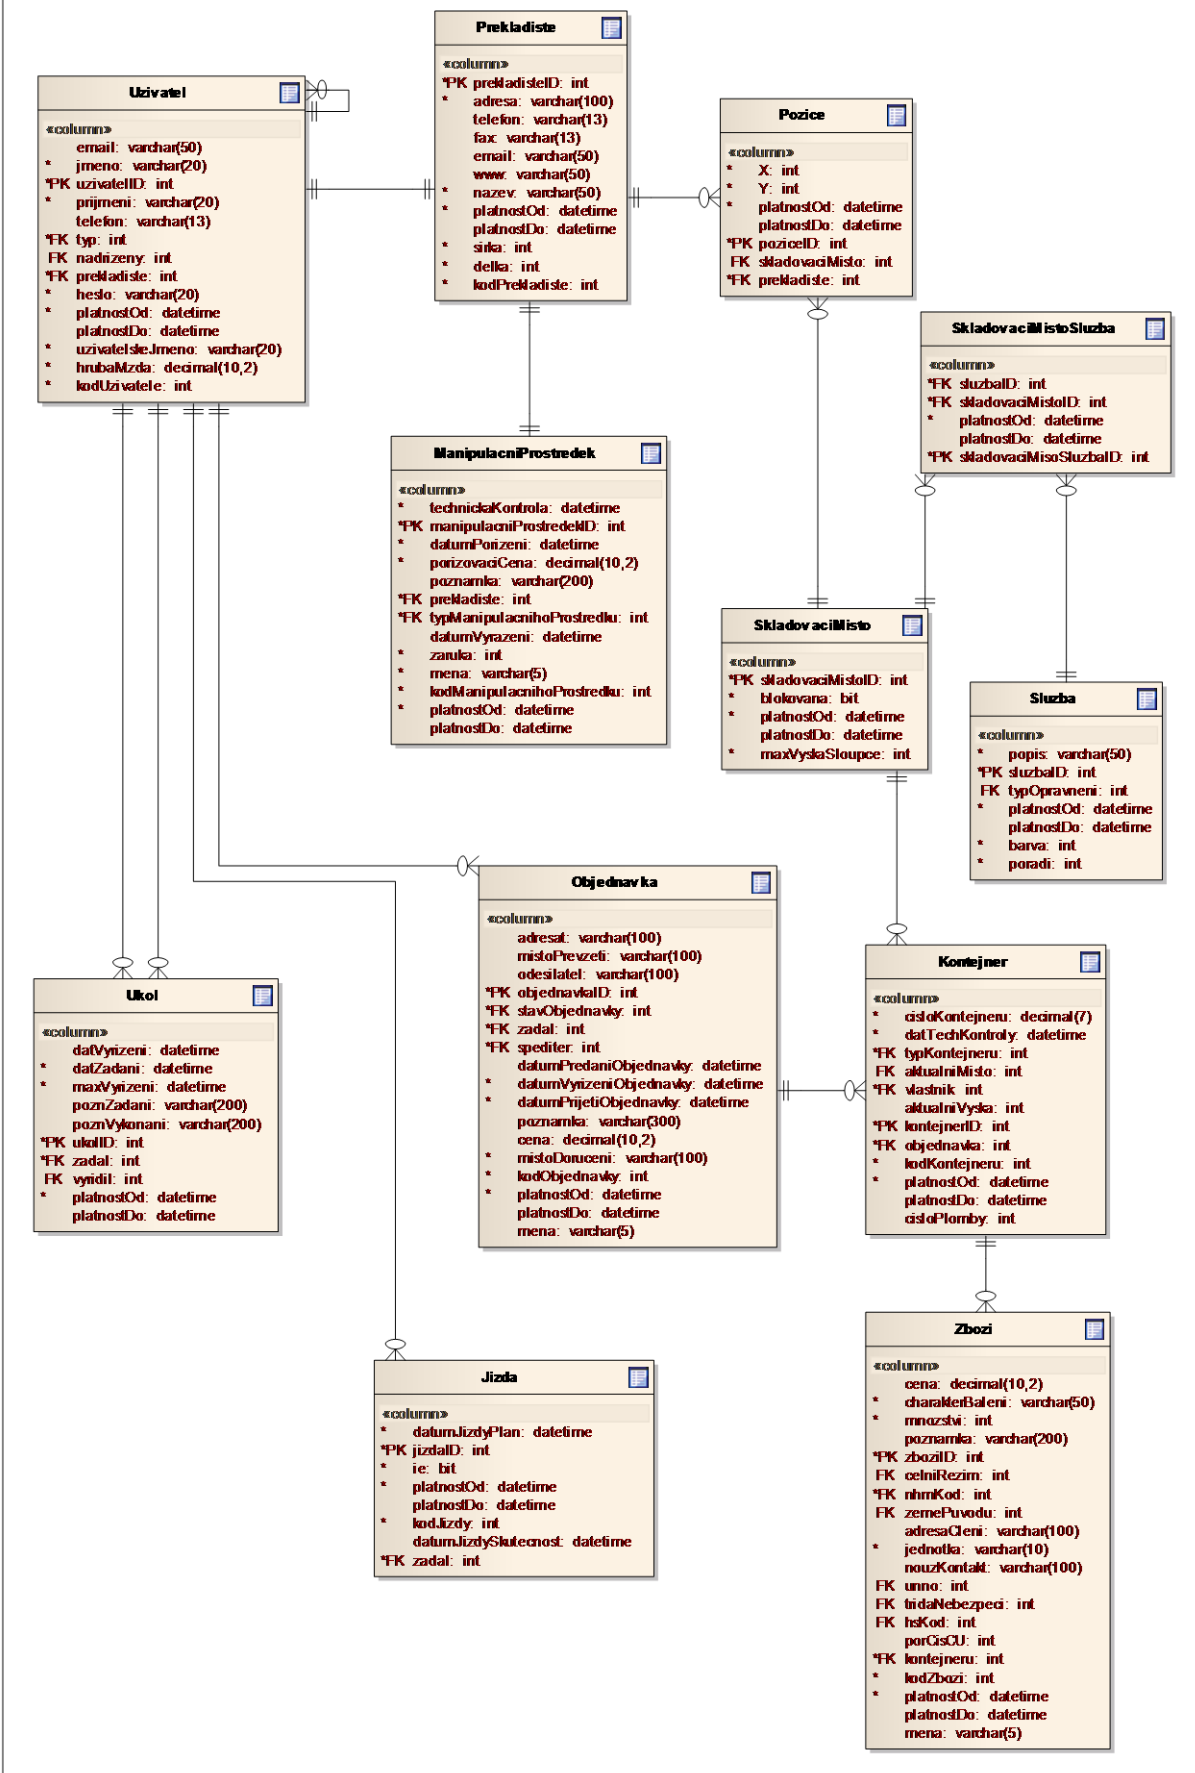 Prekladiste
«column»
*PK prekladisteID: int
* adresa: varchar(100)
telefon: varchar(13)
fax: varchar(13)
email: varchar(50)
www: varchar(50)
* nazev: varchar(50)
* platnostOd: datetime
platnostDo: datetime
* sirka: int
* delka: int
* kodPrekladiste: int
Uzivatel
«column»
email: varchar(50)
* jmeno: varchar(20)
*PK uzivatelID: int
* prijmeni: varchar(20)
telefon: varchar(13)
*FK typ: int
FK nadrizeny: int
*FK prekladiste: int
* heslo: varchar(20)
* platnostOd: datetime
platnostDo: datetime
* uzivatelskeJmeno: varchar(20)
* hrubaMzda: decimal(10,2)
* kodUzivatele: int
Pozice
«column»
* X: int
* Y: int
* platnostOd: datetime
platnostDo: datetime
*PK poziceID: int
FK skladovaciMisto: int
*FK prekladiste: int
SkladovaciMistoSluzba
«column»
*FK sluzbaID: int
*FK skladovaciMistoID: int
* platnostOd: datetime
platnostDo: datetime
*PK skladovaciMisoSluzbaID: int
ManipulacniProstredek
«column»
* technickaKontrola: datetime
*PK manipulacniProstredekID: int
* datumPorizeni: datetime
* porizovaciCena: decimal(10,2)
poznamka: varchar(200)
*FK prekladiste: int
*FK typManipulacnihoProstredku: int
datumVyrazeni: datetime
* zaruka: int
* mena: varchar(5)
* kodManipulacnihoProstredku: int
* platnostOd: datetime
platnostDo: datetime
SkladovaciMisto
«column»
*PK skladovaciMistoID: int
* blokovana: bit
* platnostOd: datetime
platnostDo: datetime
* maxVyskaSloupce: int
Sluzba
«column»
* popis: varchar(50)
*PK sluzbaID: int
FK typOpravneni: int
* platnostOd: datetime
platnostDo: datetime
* barva: int
* poradi: int
Objednavka
«column»
adresat: varchar(100)
mistoPrevzeti: varchar(100)
odesilatel: varchar(100)
*PK objednavkaID: int
*FK stavObjednavky: int
*FK zadal: int
*FK spediter: int
datumPredaniObjednavky: datetime
* datumVyrizeniObjednavky: datetime
* datumPrijetiObjednavky: datetime
poznamka: varchar(300)
cena: decimal(10,2)
* mistoDoruceni: varchar(100)
* kodObjednavky: int
* platnostOd: datetime
platnostDo: datetime
mena: varchar(5)
Kontejner
«column»
* cisloKontejneru: decimal(7)
* datTechKontroly: datetime
*FK typKontejneru: int
FK aktualniMisto: int
*FK vlastnik: int
aktualniVyska: int
*PK kontejnerID: int
*FK objednavka: int
* kodKontejneru: int
* platnostOd: datetime
platnostDo: datetime
cisloPlomby: int
Ukol
«column»
datVyrizeni: datetime
* datZadani: datetime
* maxVyrizeni: datetime
poznZadani: varchar(200)
poznVykonani: varchar(200)
*PK ukolID: int
*FK zadal: int
FK vyridil: int
* platnostOd: datetime
platnostDo: datetime
Jizda
«column»
* datumJizdyPlan: datetime
*PK jizdaID: int
* ie: bit
* platnostOd: datetime
platnostDo: datetime
* kodJizdy: int
datumJizdySkutecnost: datetime
*FK zadal: int
Zbozi
«column»
cena: decimal(10,2)
* charakterBaleni: varchar(50)
* mnozstvi: int
poznamka: varchar(200)
*PK zboziID: int
FK celniRezim: int
*FK nhmKod: int
FK zemePuvodu: int
adresaCleni: varchar(100)
* jednotka: varchar(10)
nouzKontakt: varchar(100)
FK unno: int
FK tridaNebezpeci: int
FK hsKod: int
porCisCU: int
*FK kontejneru: int
* kodZbozi: int
* platnostOd: datetime
platnostDo: datetime
mena: varchar(5)